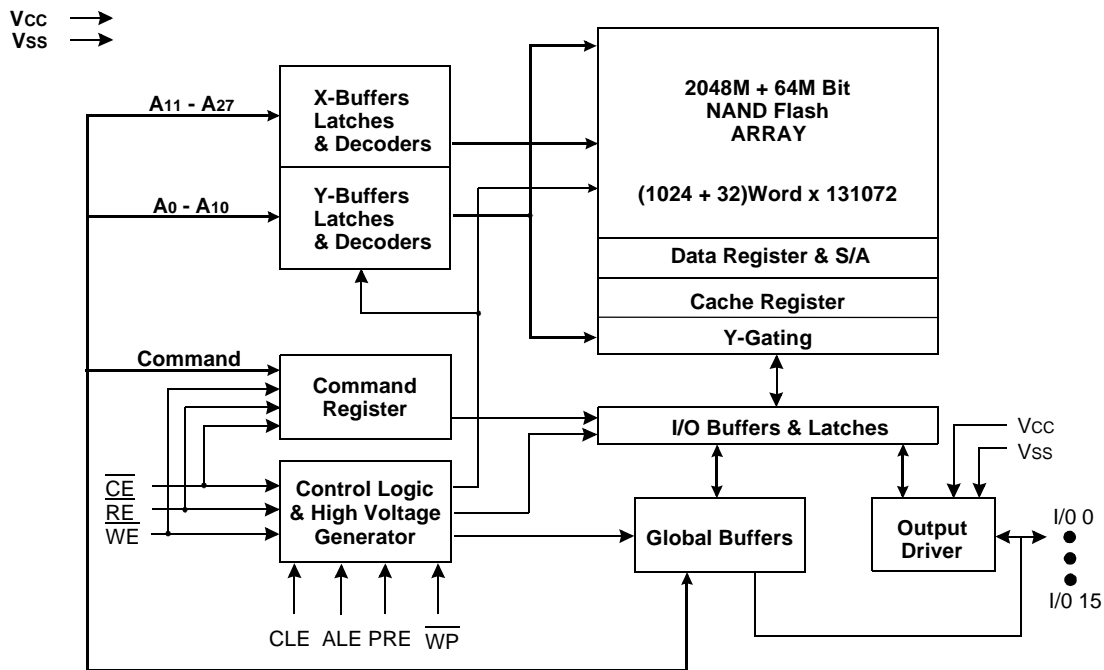 VCC
VSS
A11 - A27
X-Buffers
Latches
& Decoders
A0 - A10
Y-Buffers
Latches
& Decoders
2048M + 64M Bit
NAND Flash
ARRAY
(1024 + 32)Word x 131072
Data Register & S/A
Cache Register
Y-Gating
Command
Command
Register
I/O Buffers & Latches
VCC
VSS
CE
RE
WE
Control Logic
& High Voltage
Generator
Global Buffers
Output
Driver
I/0 0
I/0 15
CLE ALE PRE WP